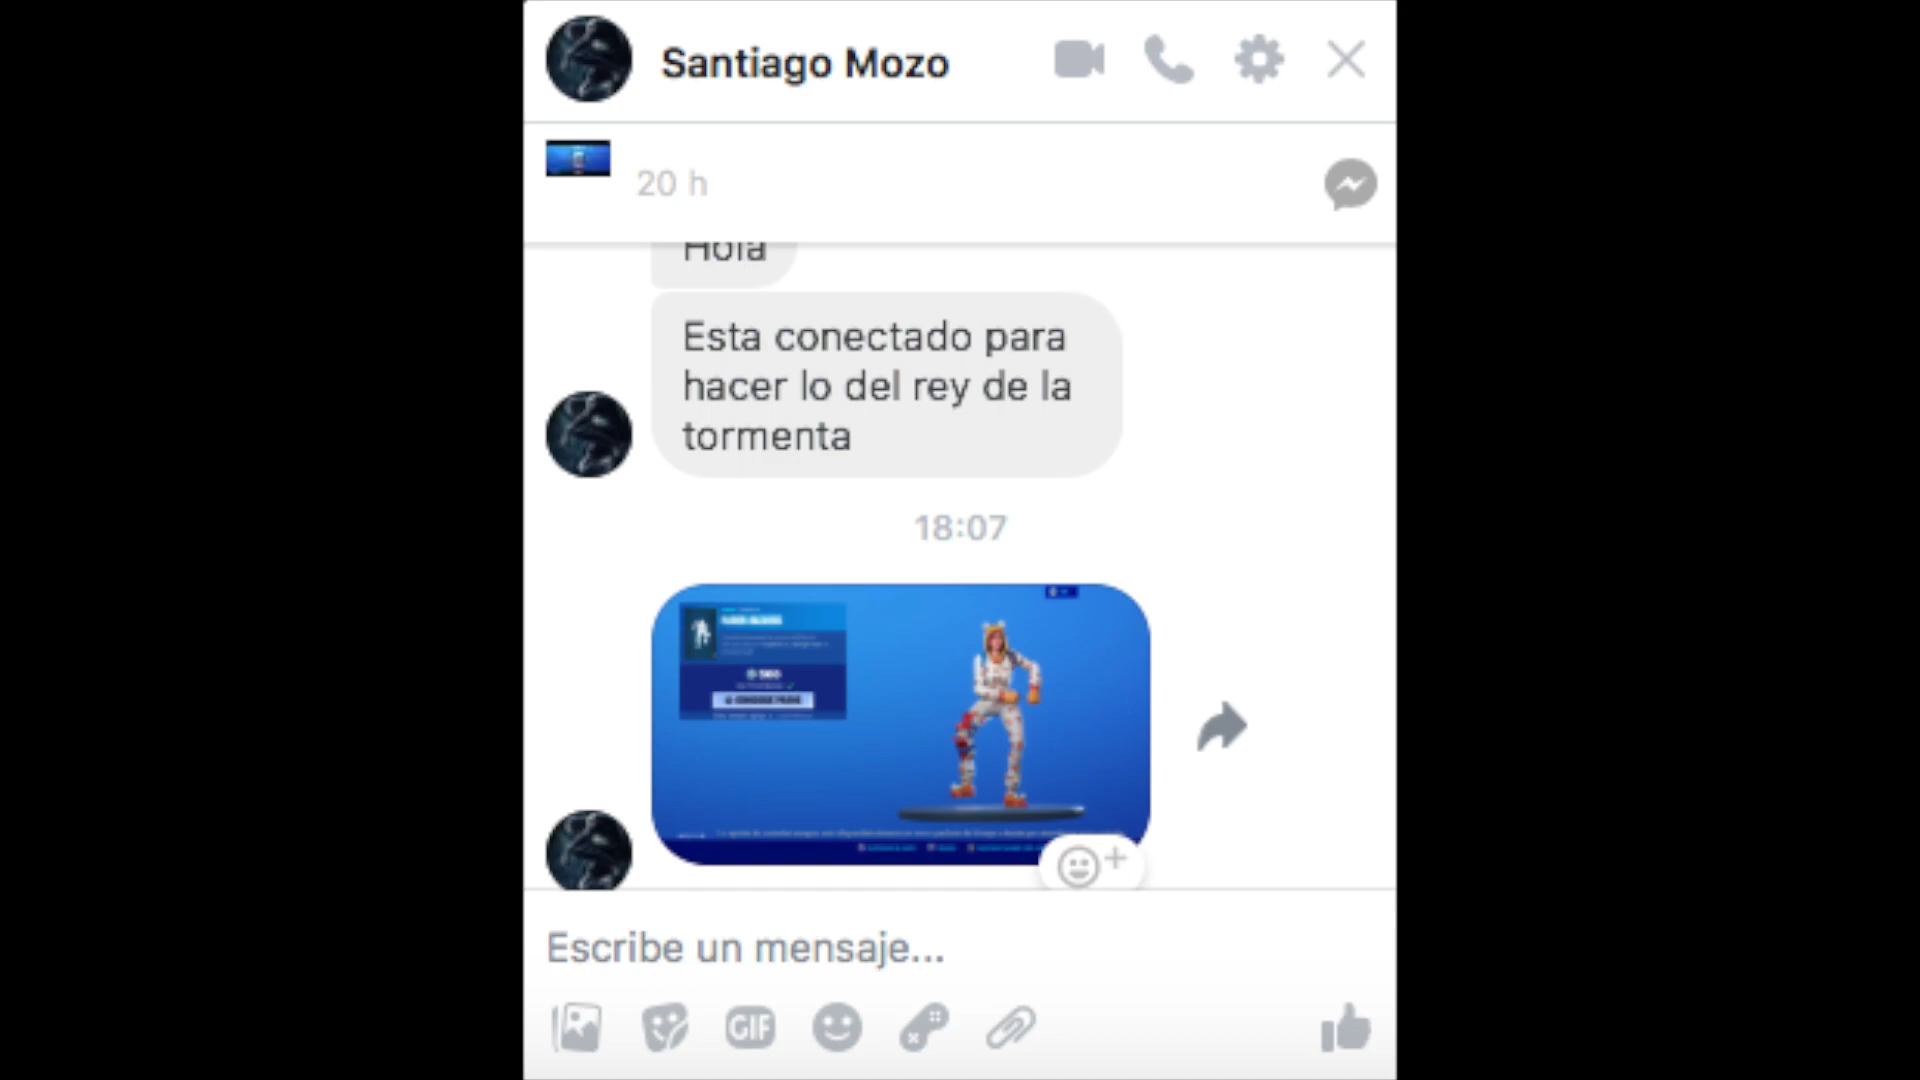 Santiago Mozo
20 h
Hola
Esta conectado para
hacer lo del rey de la
tormenta
18:07
Escribe un mensaje...
GIF